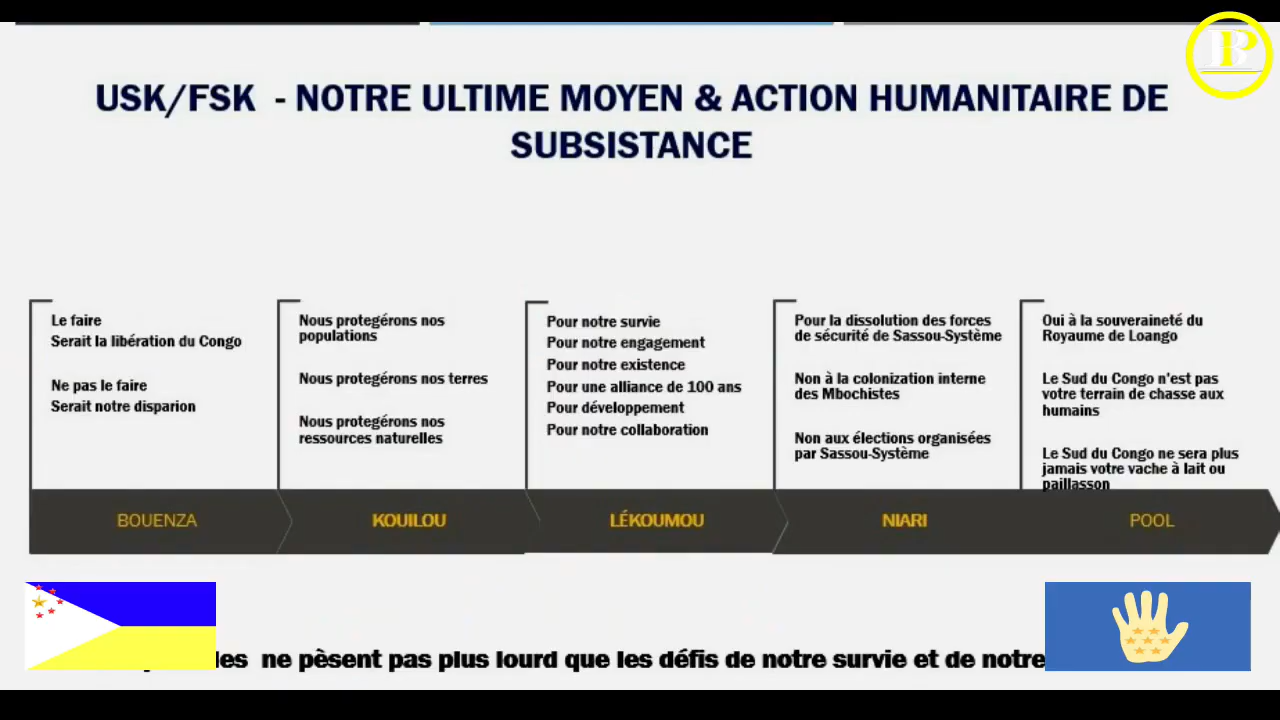 BP
USK/FSK - NOTRE ULTIME MOYEN & ACTION HUMANITAIRE DE
SUBSISTANCE
Le faire
Serait la libération du Congo
Ne pas le faire
Serait notre disparion
Nous protegérons nos
populations
Nous protegérons nos terres
Nous protegérons nos
ressources naturelles
Pour notre survie
Pour notre engagement
Pour notre existence
Pour une alliance de 100 ans
Pour développement
Pour notre collaboration
Pour la dissolution des forces
de sécurité de Sassou-Système
Non à la colonization interne
des Mbochistes
Non aux élections organisées
par Sassou-Système
Oui à la souveraineté du
Royaume de Loango
Le Sud du Congo n'est pas
votre terrain de chasse aux
humains
Le Sud du Congo ne sera plus
jamais votre vache à lait ou
paillasson
BOUENZA
KOUILOU
LÉKOUMOU
NIARI
POOL
ne pèsent pas plus lourd que les défis de notre survie et de notre